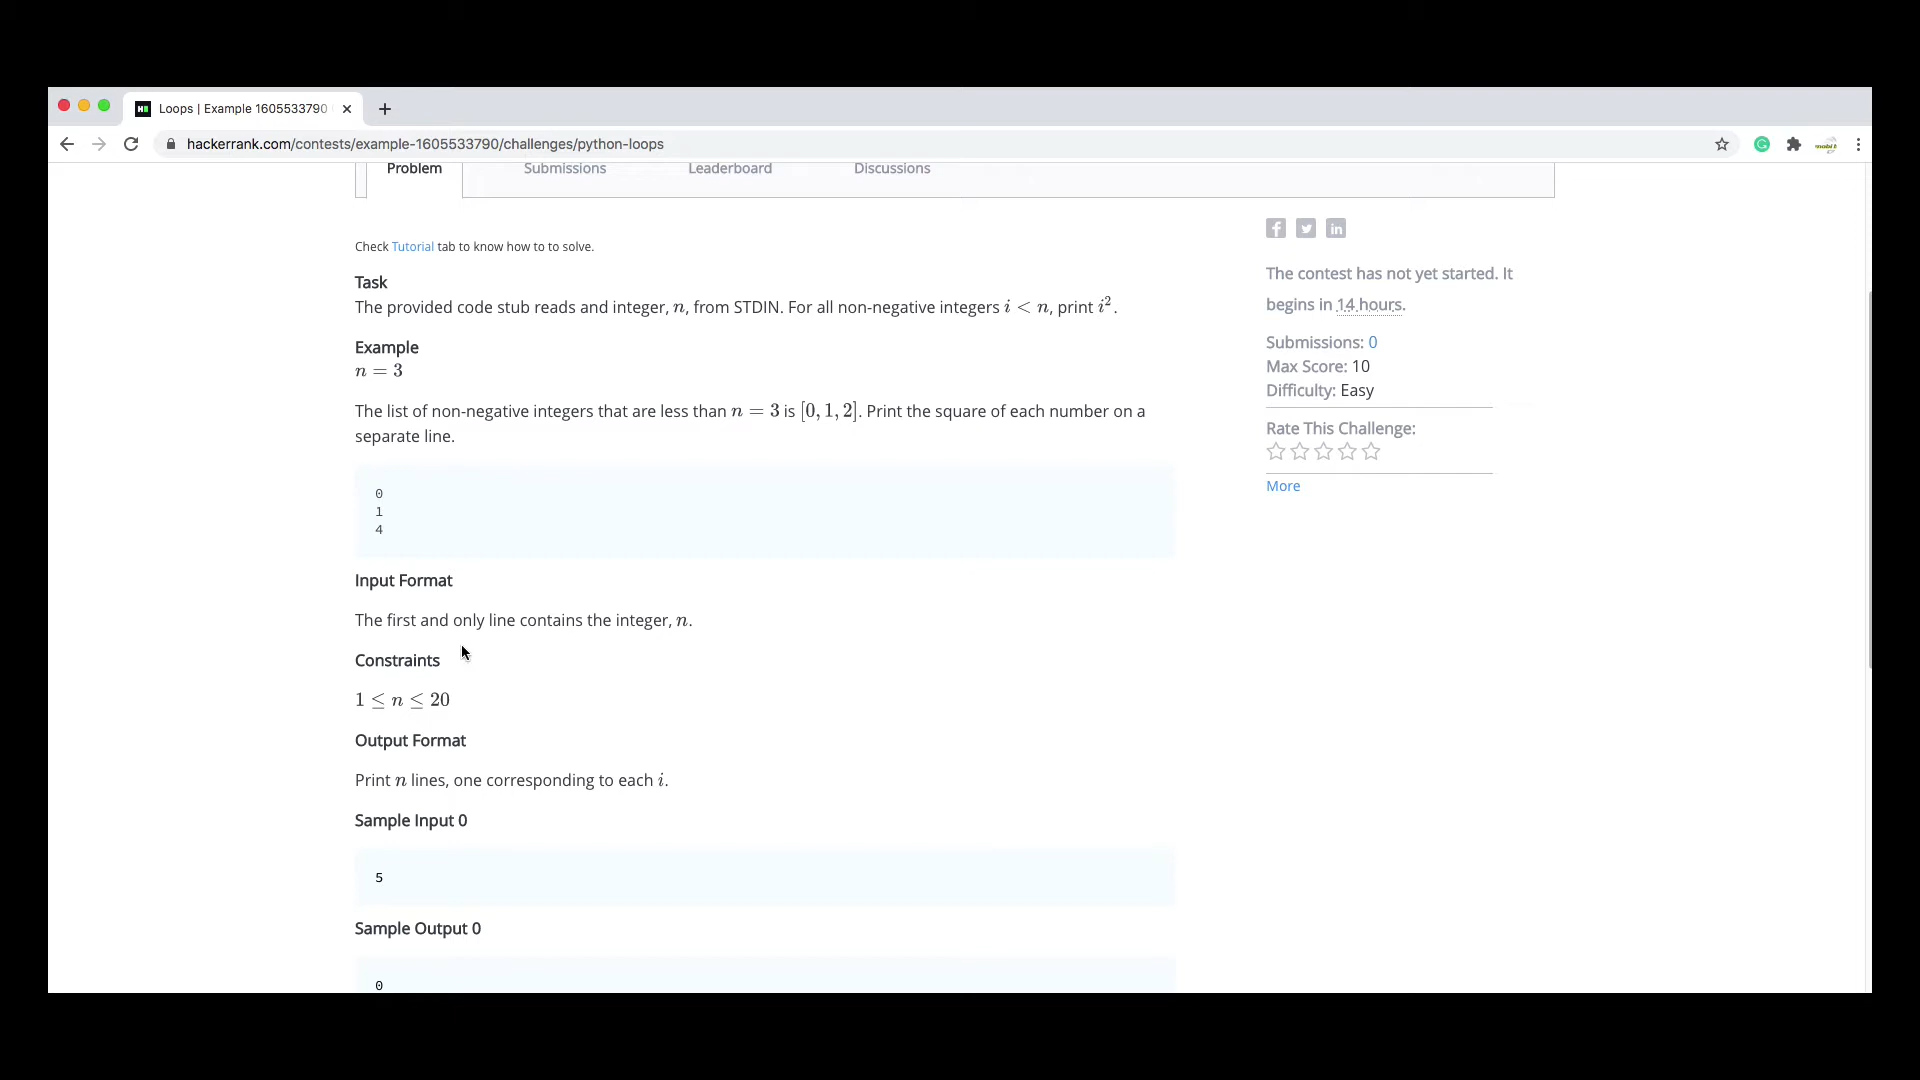 Loops | Example 1605533790
hackerrank.com/contests/example-1605533790/challenges/python-loops
Problem Submissions Leaderboard Discussions
Check Tutorial tab to know how to to solve.
Task
The provided code stub reads and integer, n, from STDIN. For all non-negative integers i < n, print i².
Example
n = 3
The list of non-negative integers that are less than n = 3 is [0, 1, 2]. Print the square of each number on a
separate line.
0
1
4
Input Format
The first and only line contains the integer, n.
Constraints
1 ≤ n ≤ 20
Output Format
Print n lines, one corresponding to each i.
Sample Input 0
5
Sample Output 0
0
The contest has not yet started. It
begins in 14 hours.
Submissions: 0
Max Score: 10
Difficulty: Easy
Rate This Challenge:
More